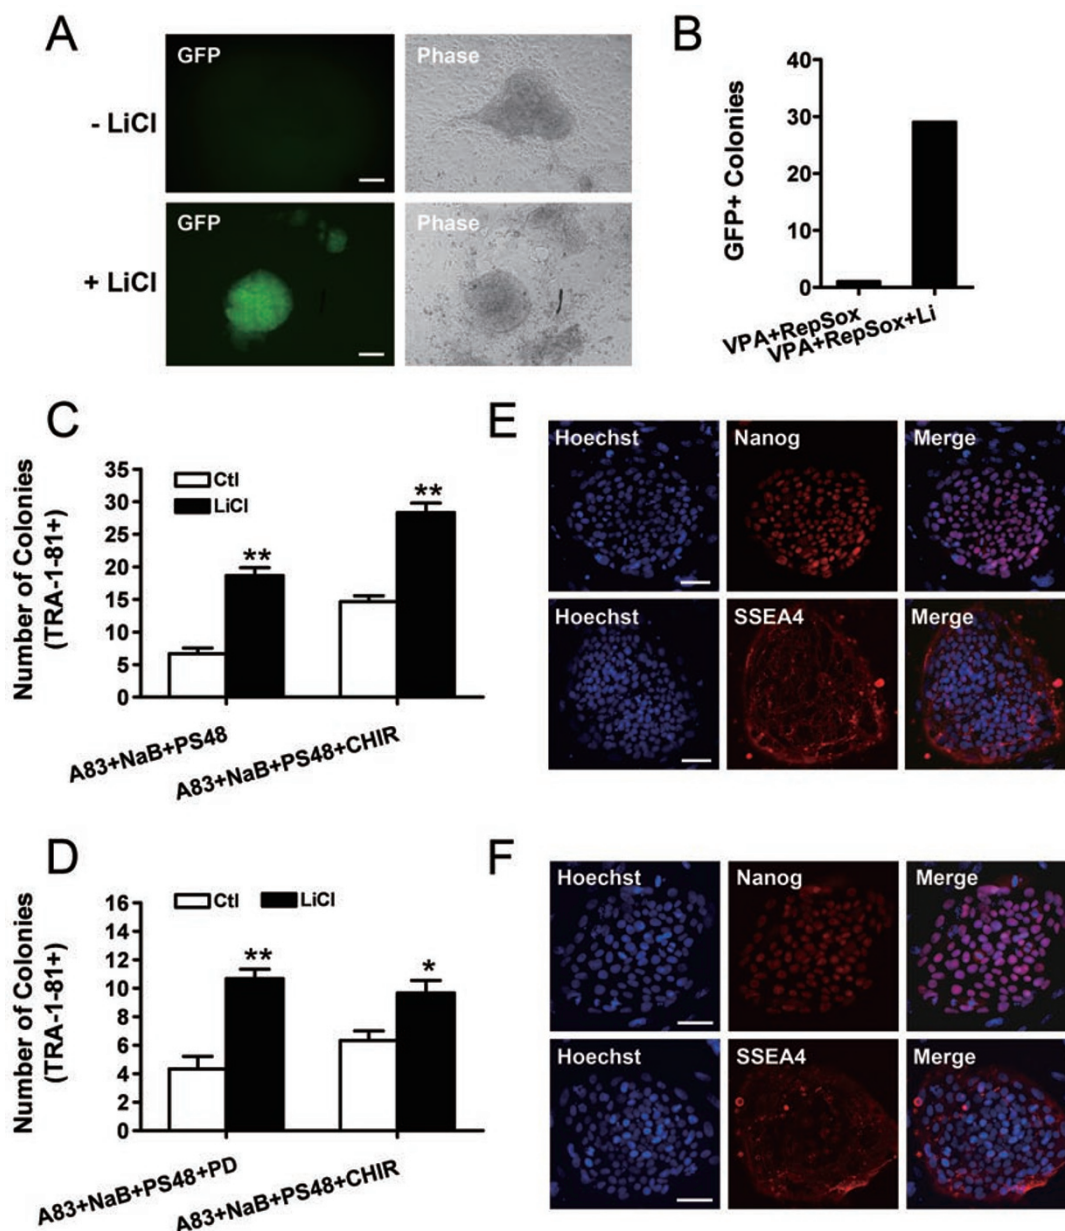 A
GFP
Phase
- LiCl
GFP
Phase
+ LiCl
B
40
30
20
10
0
GFP+ Colonies
VPA+RepSox
VPA+RepSox+Li
C
35
30
25
20
15
10
5
0
Number of Colonies
(TRA-1-81+)
Ctl
LiCl
**
**
A83+NaB+PS48
A83+NaB+PS48+CHIR
E
Hoechst
Nanog
Merge
Hoechst
SSEA4
Merge
D
16
14
12
10
8
6
4
2
0
Number of Colonies
(TRA-1-81+)
Ctl
LiCl
**
*
A83+NaB+PS48+PD
A83+NaB+PS48+CHIR
F
Hoechst
Nanog
Merge
Hoechst
SSEA4
Merge